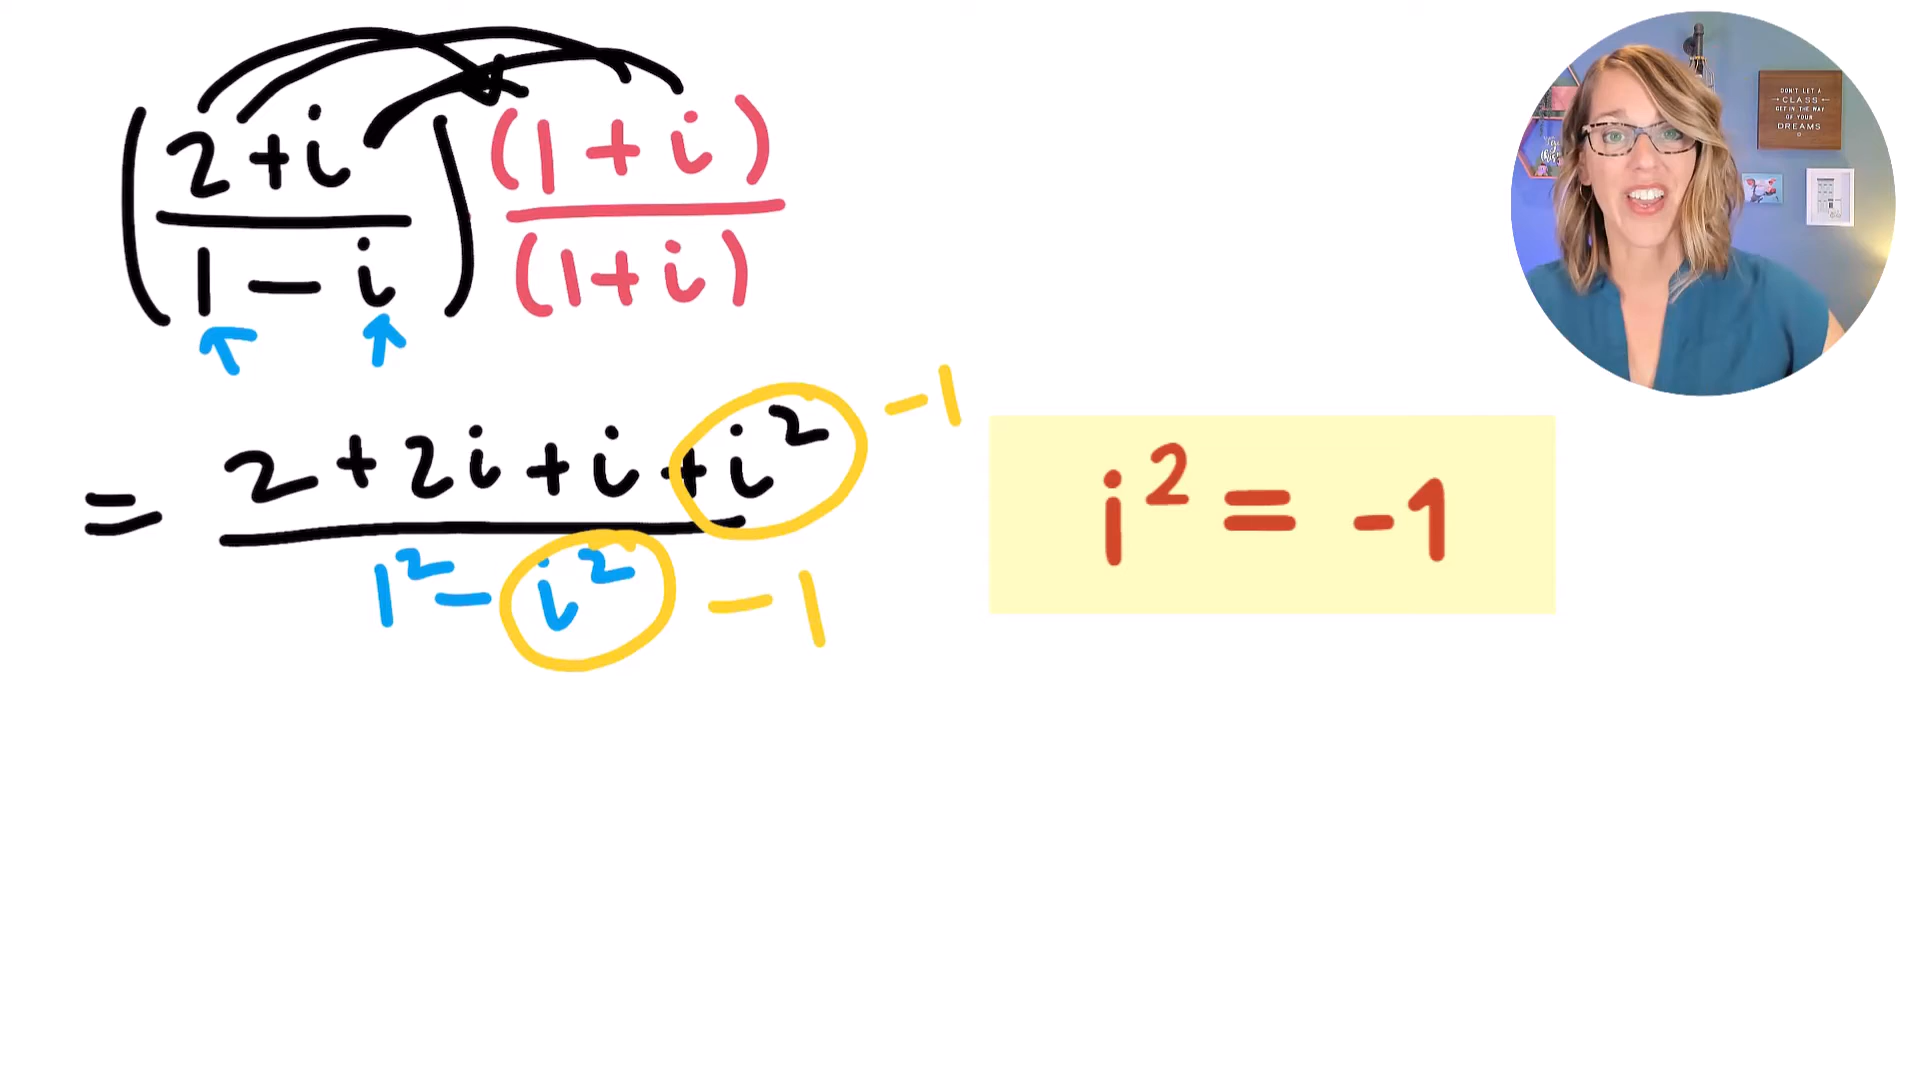 (2+i) (1+i)
1-i (1+i)
= 2+2i+i+i² -1
1²-i² -1
i² = -1
DON'T LET A
CLASS
GET IN THE WAY
OF YOUR
DREAMS